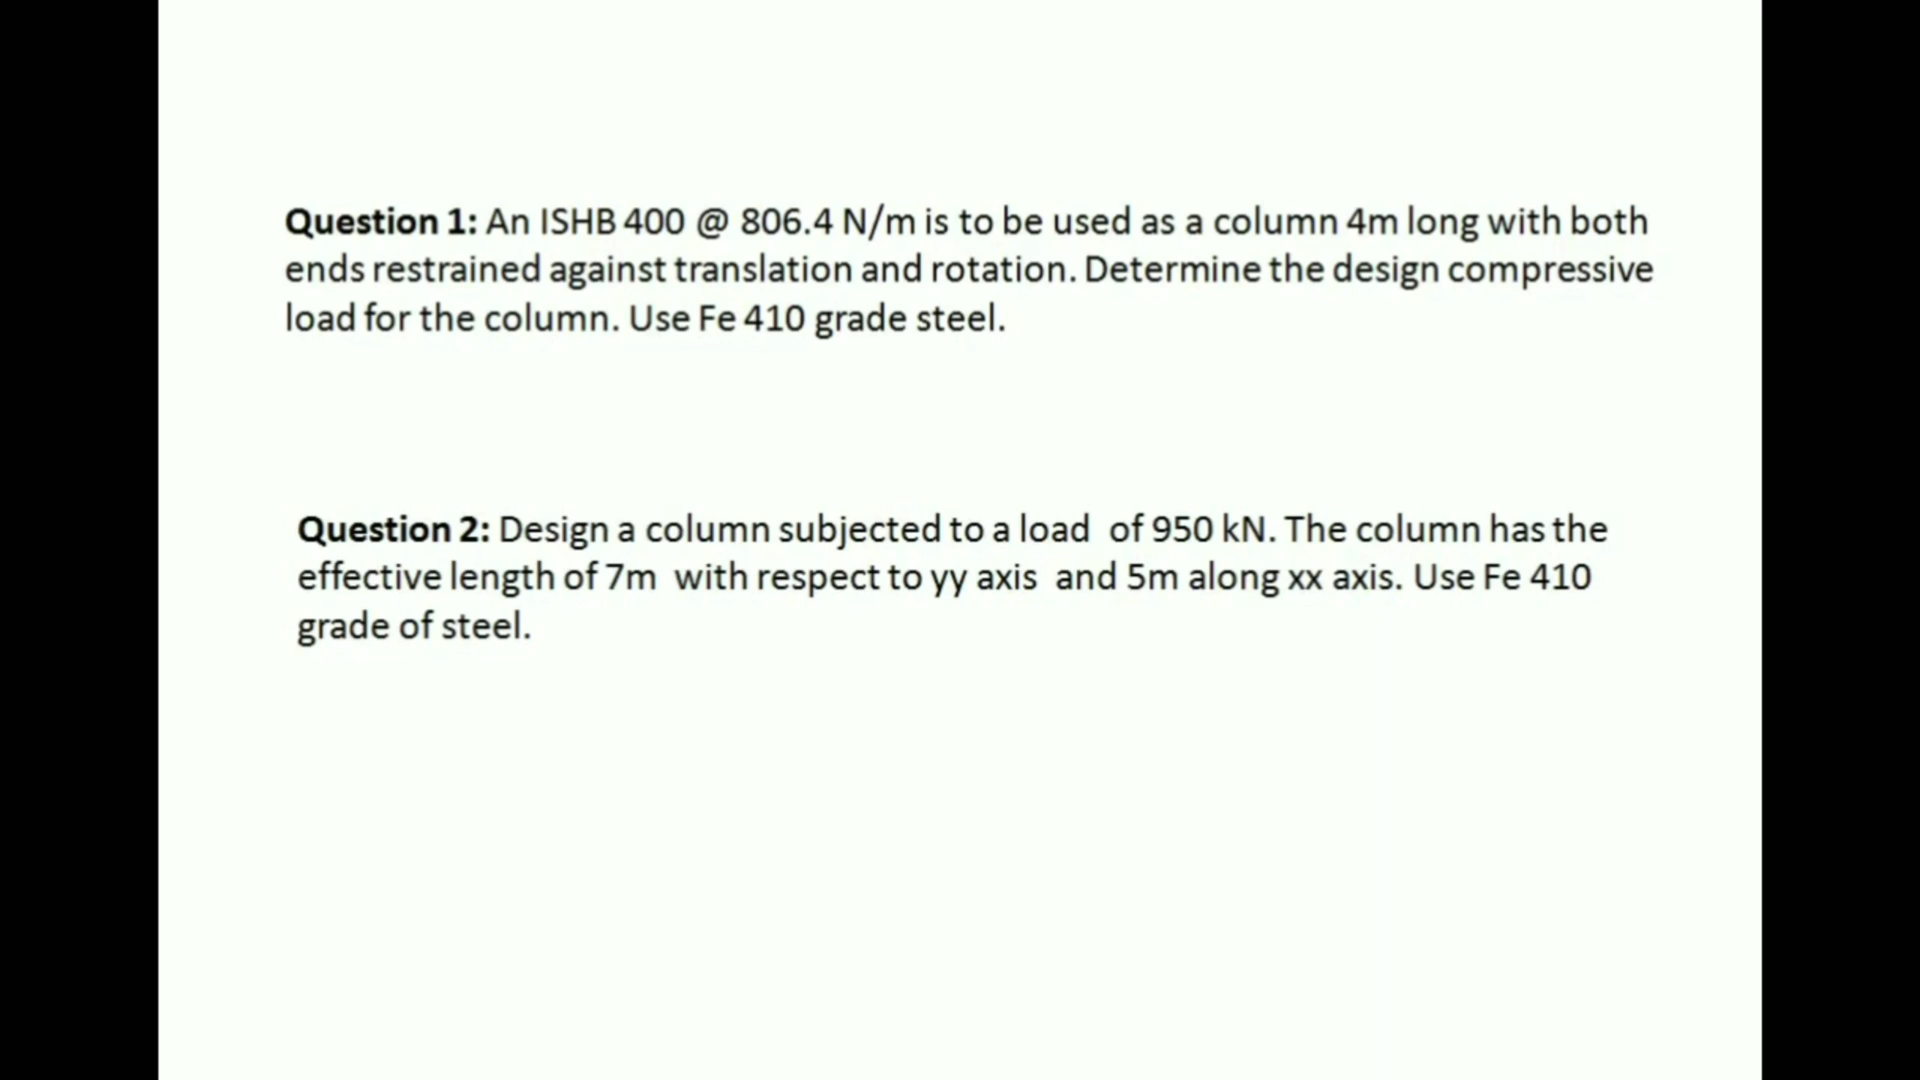 Question 1: An ISHB 400 @ 806.4 N/m is to be used as a column 4m long with both
ends restrained against translation and rotation. Determine the design compressive
load for the column. Use Fe 410 grade steel.
Question 2: Design a column subjected to a load of 950 kN. The column has the
effective length of 7m with respect to yy axis and 5m along xx axis. Use Fe 410
grade of steel.